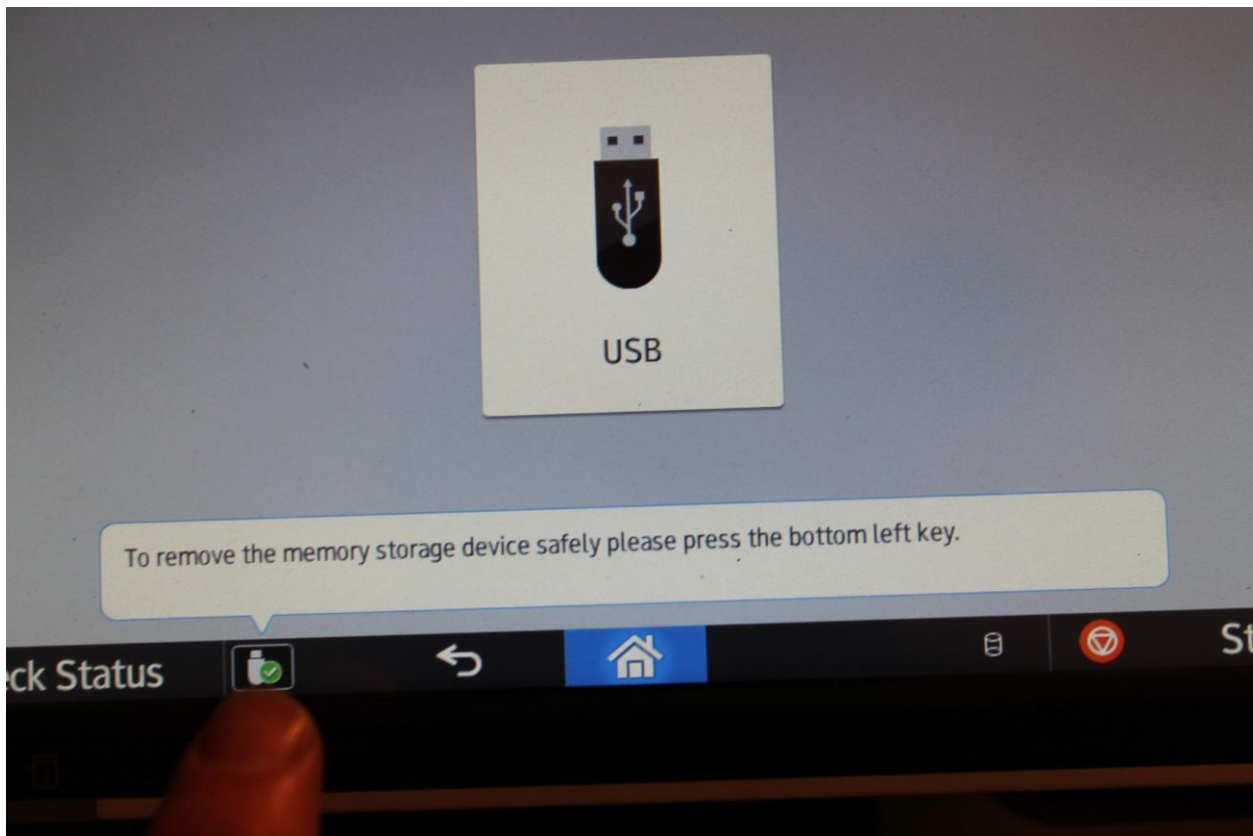 USB
To remove the memory storage device safely please press the bottom left key.
ck Status
St